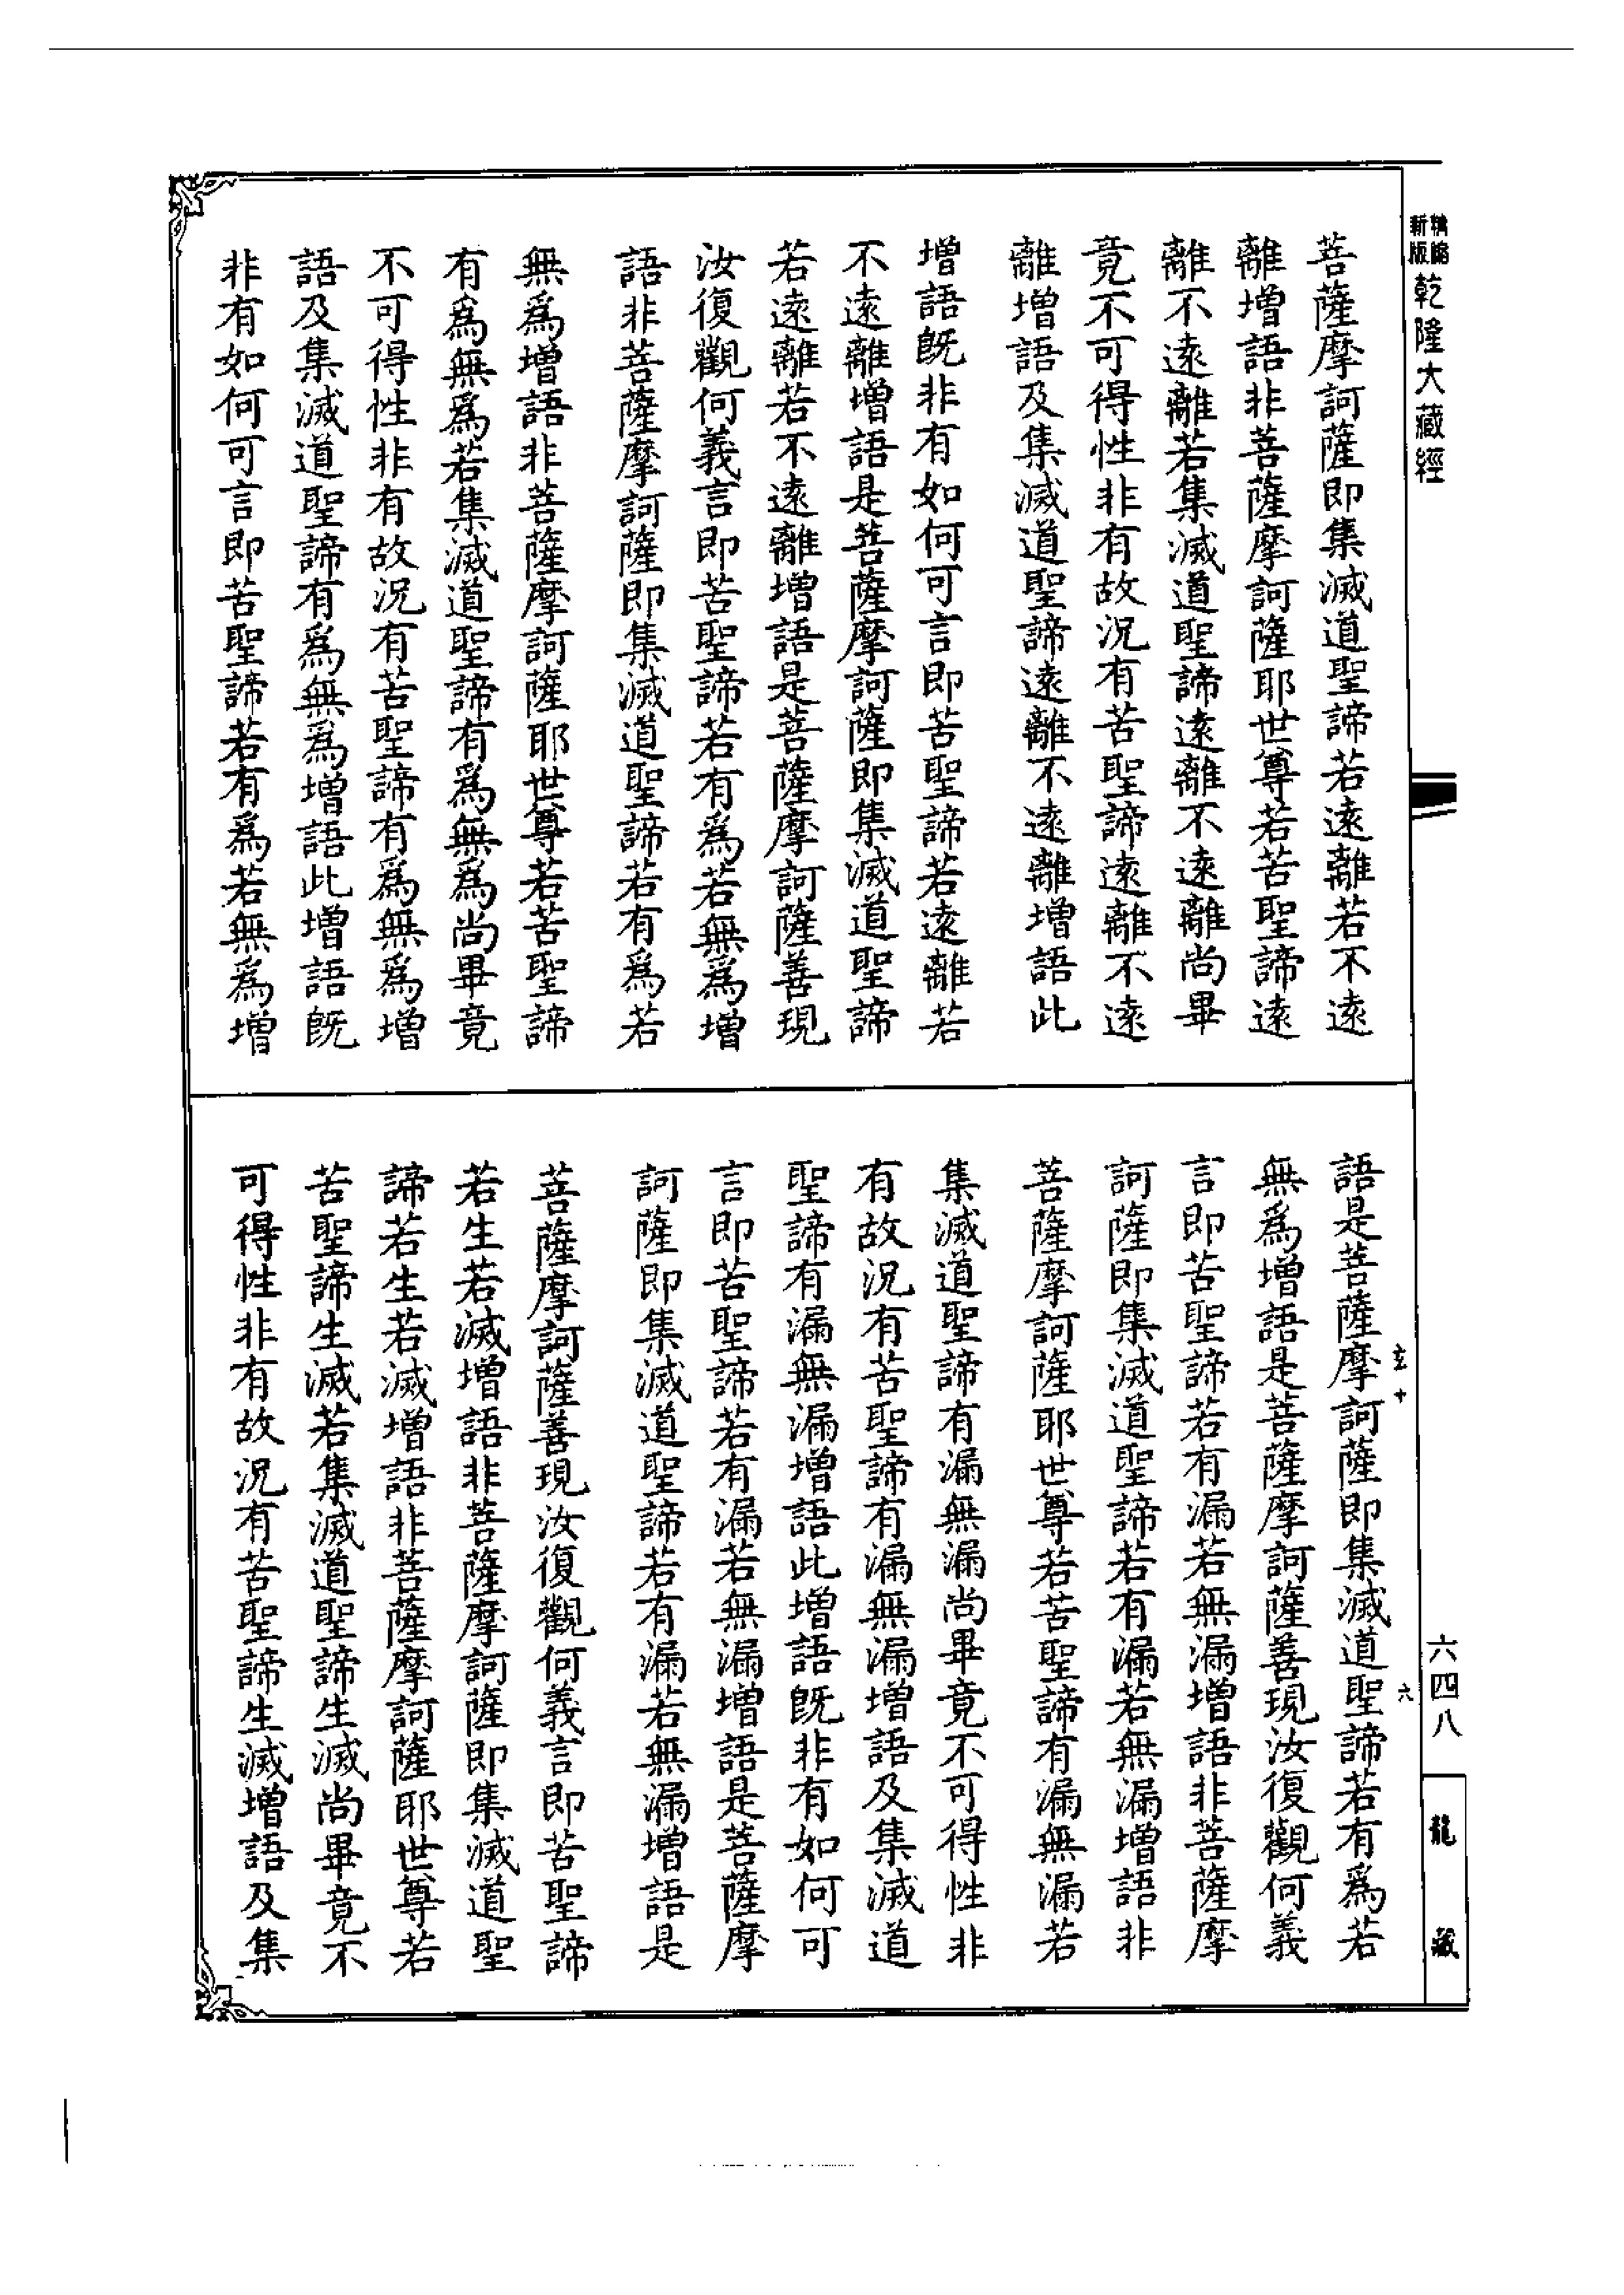 新版
精縮
乾隆大藏經
菩薩摩訶薩即集滅道聖諦若遠離若不遠
離增語非菩薩摩訶薩耶世尊若苦聖諦遠
離不遠離若集滅道聖諦遠離不遠離尚畢
竟不可得性非有故況有苦聖諦遠離不遠
離增語及集滅道聖諦遠離不遠離增語此
增語既非有如何可言即苦聖諦若遠離若
不遠離增語是菩薩摩訶薩即集滅道聖諦
若遠離若不遠離增語是菩薩摩訶薩善現
汝復觀何義言即苦聖諦若有爲若無爲增
語非菩薩摩訶薩即集滅道聖諦若有爲若
無爲增語非菩薩摩訶薩耶世尊若苦聖諦
有爲無爲若集滅道聖諦有爲無爲尚畢竟
不可得性非有故況有苦聖諦有爲無爲增
語及集滅道聖諦有爲無爲增語此增語既
非有如何可言即苦聖諦若有爲若無爲增
語是菩薩摩訶薩即集滅道聖諦若有爲若
無爲增語是菩薩摩訶薩善現汝復觀何義
言即苦聖諦若有漏若無漏增語非菩薩摩
訶薩即集滅道聖諦若有漏若無漏增語非
菩薩摩訶薩耶世尊若苦聖諦有漏無漏若
集滅道聖諦有漏無漏尚畢竟不可得性非
有故況有苦聖諦有漏無漏增語及集滅道
聖諦有漏無漏增語此增語既非有如何可
言即苦聖諦若有漏若無漏增語是菩薩摩
訶薩即集滅道聖諦若有漏若無漏增語是
菩薩摩訶薩善現汝復觀何義言即苦聖諦
若生若滅增語非菩薩摩訶薩即集滅道聖
諦若生若滅增語非菩薩摩訶薩耶世尊若
苦聖諦生滅若集滅道聖諦生滅尚畢竟不
可得性非有故況有苦聖諦生滅增語及集
玄十
六
六四八
龍藏